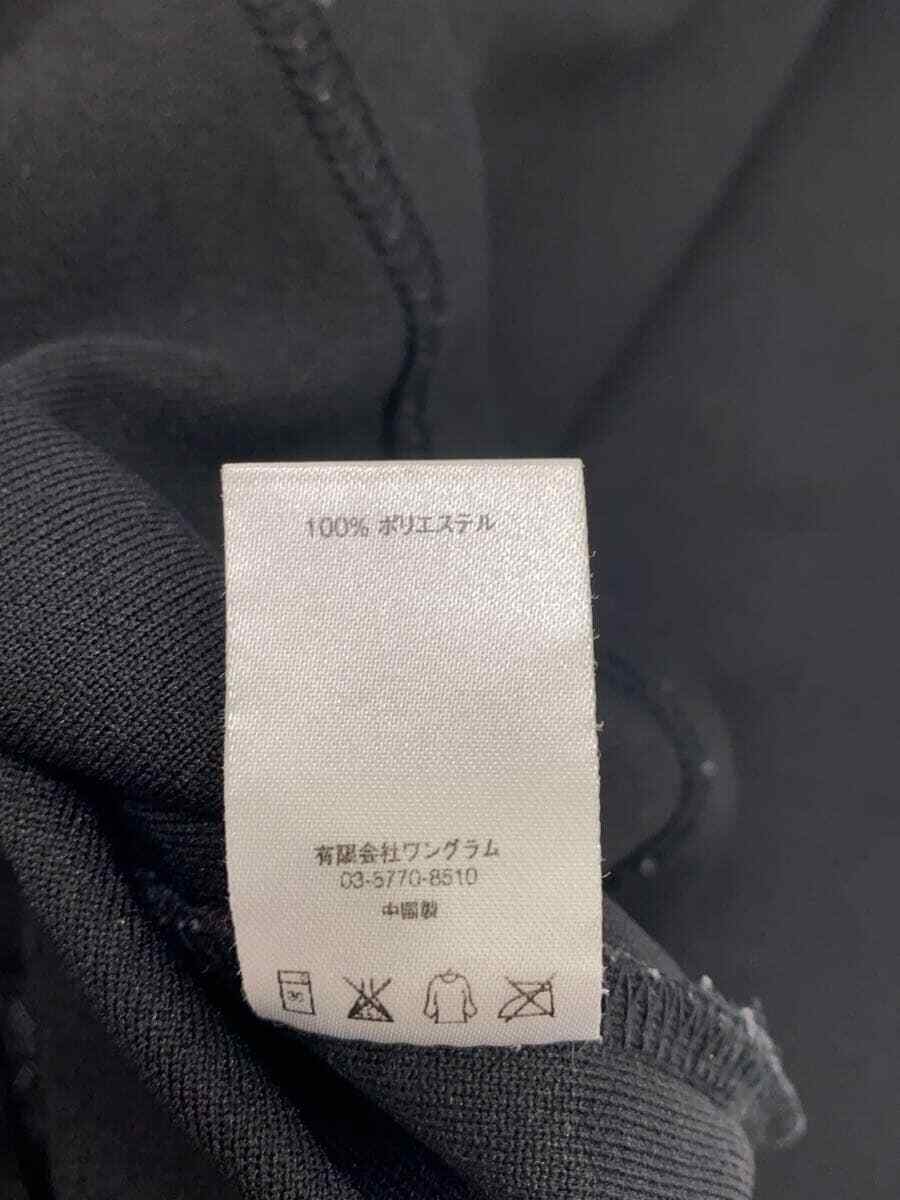 100% ポリエステル
有限会社ワングラム
03-5770-8510
中国製